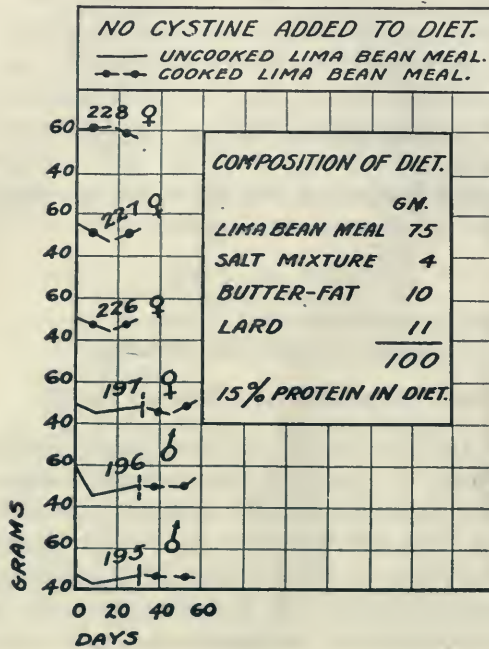 NO CYSTINE ADDED TO DIET.
UNCOOKED LIMA BEAN MEAL.
COOKED LIMA BEAN MEAL.
228 ♀
60
40
COMPOSITION OF DIET.
GM.
LIMA BEAN MEAL 75
SALT MIXTURE 4
BUTTER-FAT 10
LARD 11
100
15% PROTEIN IN DIET.
227 ♀
60
40
226 ♀
60
40
197 ♀
60
40
196 ♂
60
40
195 ♂
60
40
GRAMS
0 20 40 60
DAYS